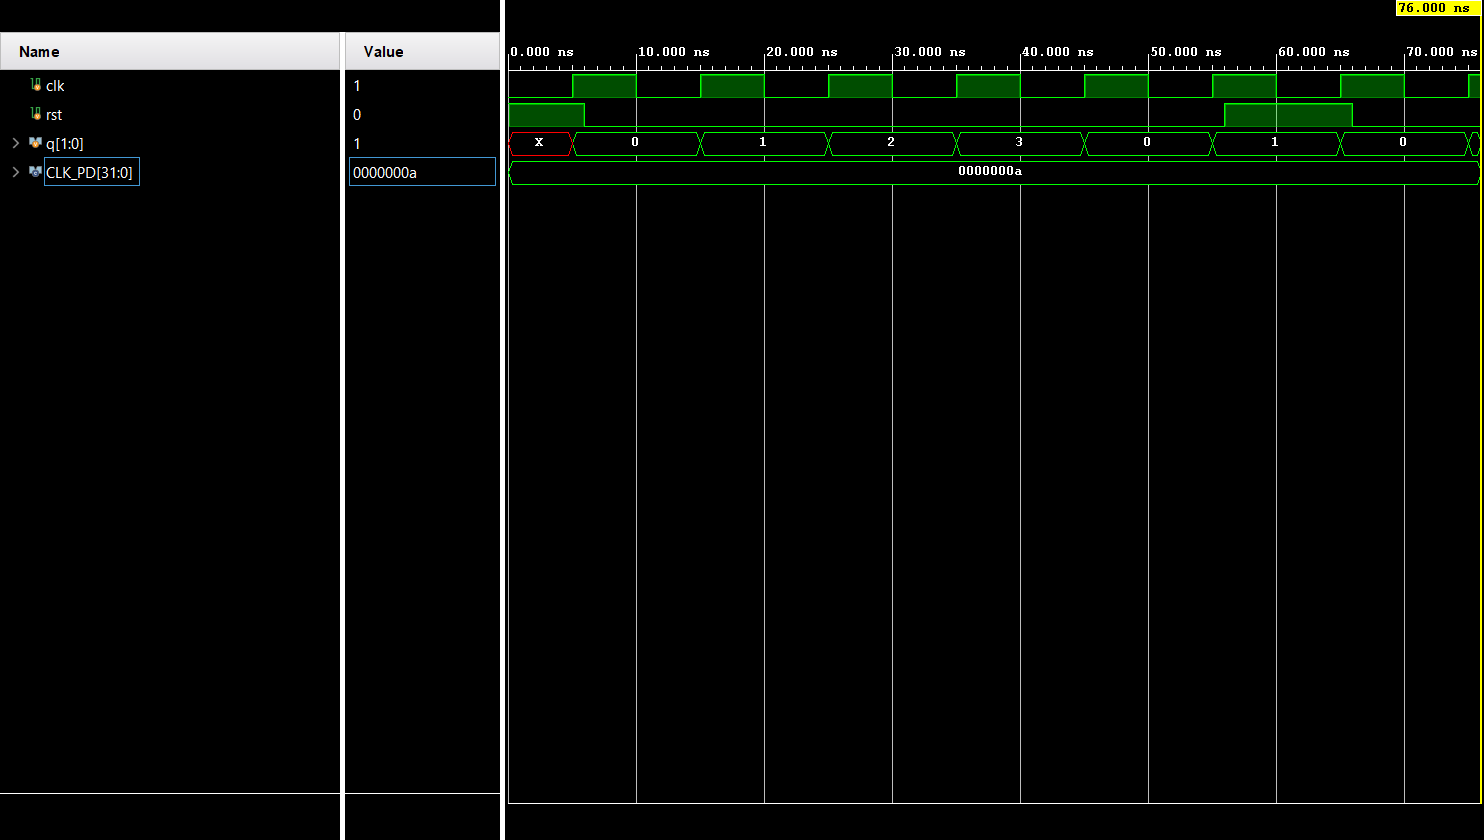 76.000 ns
Name Value 0.000 ns 10.000 ns 20.000 ns 30.000 ns 40.000 ns 50.000 ns 60.000 ns 70.000 ns
clk 1
rst 0
q[1:0] 1 X 0 1 2 3 0 1 0
CLK_PD[31:0] 0000000a 0000000a